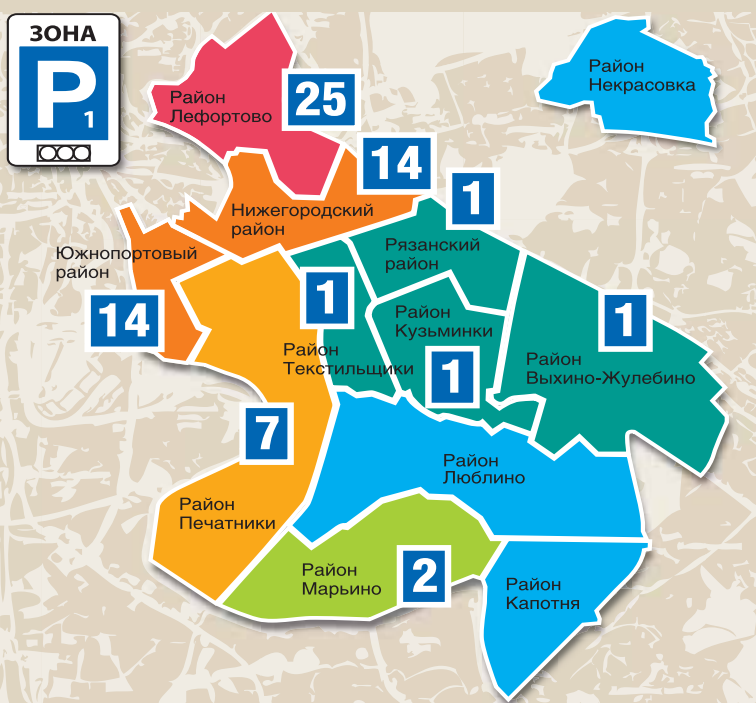 ЗОНА
P
1
Район
Некрасовка
Район
Лефортово
25
14
1
Нижегородский
район
Южнопортовый
район
14
Рязанский
район
1
Район
Кузьминки
1
1
Район
Текстильщики
Район
Выхино-Жулебино
7
Район
Люблино
Район
Печатники
Район
Марьино
2
Район
Капотня